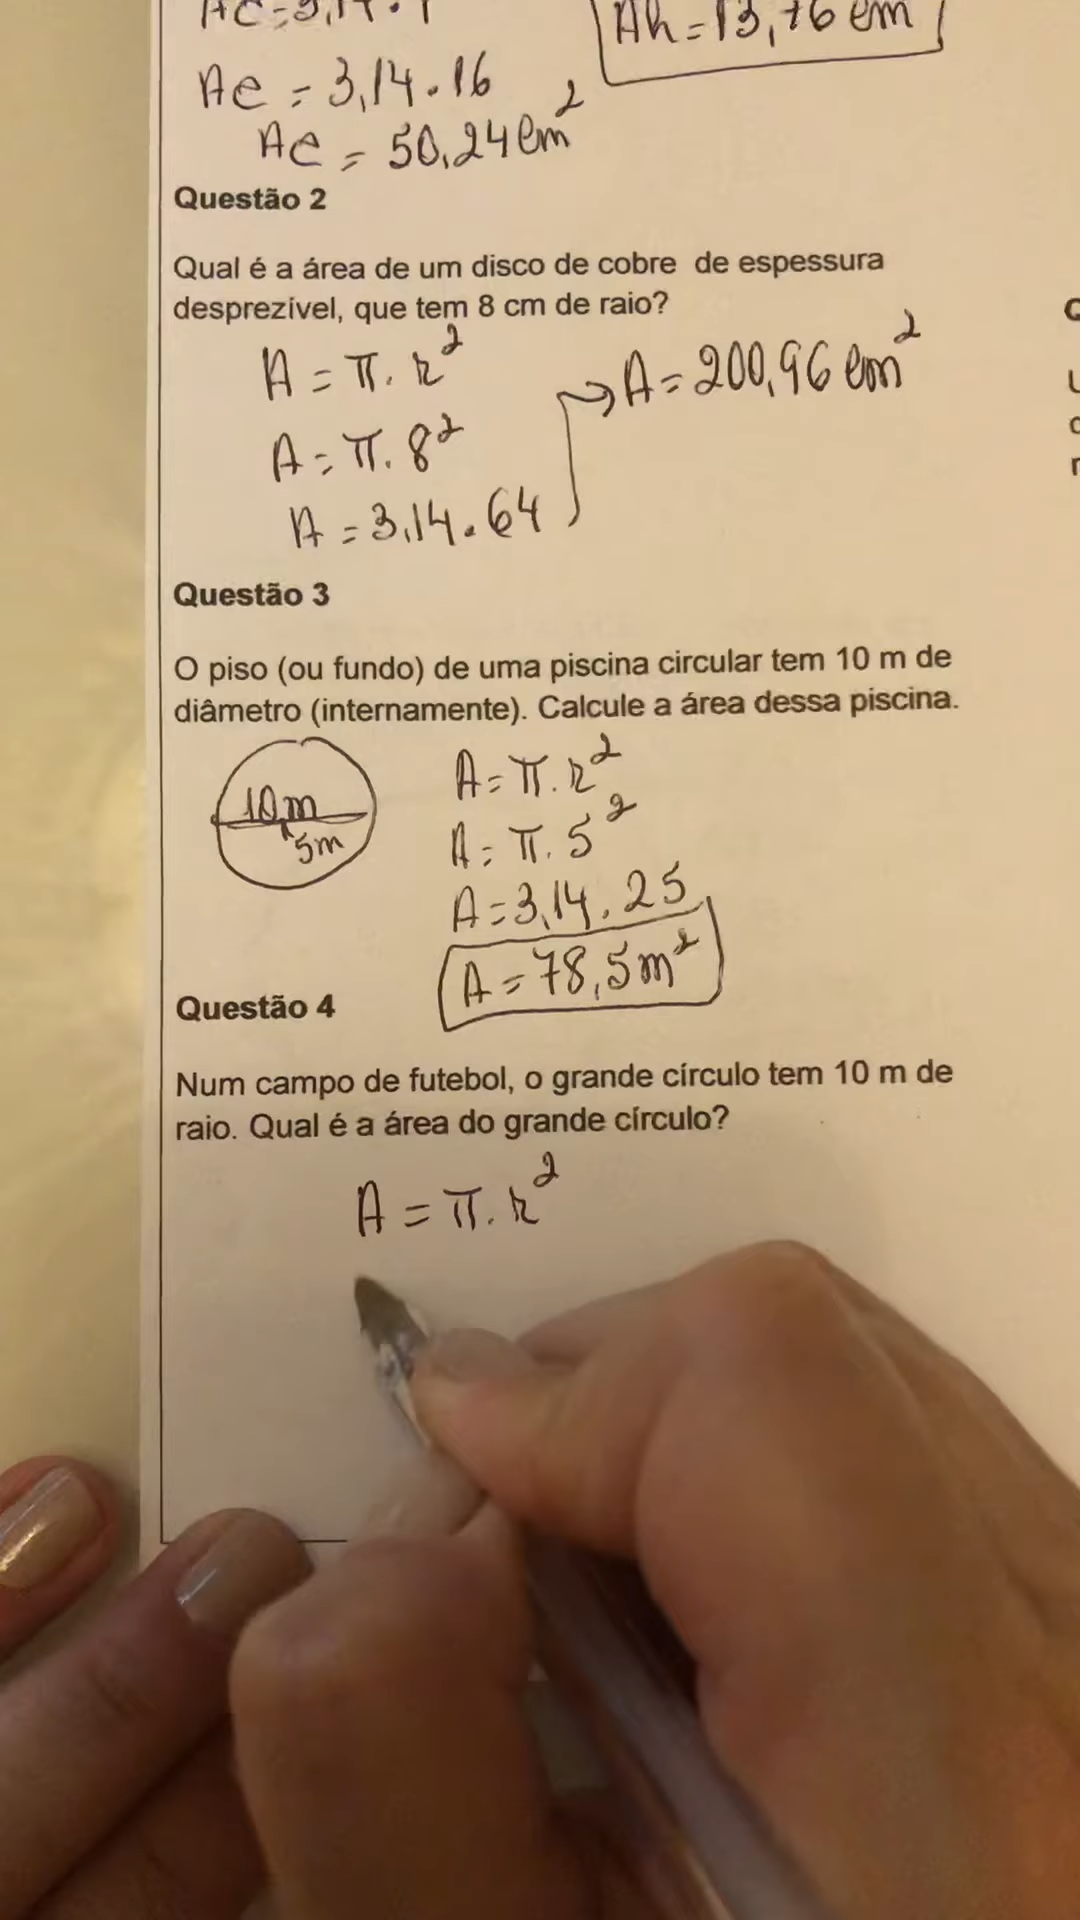 Ah = 13,76 cm
Ac = 3,14 . 16
Ac = 50,24 cm²
Questão 2
Qual é a área de um disco de cobre de espessura
desprezível, que tem 8 cm de raio?
A = π . r²
A = π . 8²
A = 3,14 . 64
A = 200,96 cm²
Questão 3
O piso (ou fundo) de uma piscina circular tem 10 m de
diâmetro (internamente). Calcule a área dessa piscina.
10 m
5m
A = π . r²
A = π . 5²
A = 3,14 . 25
A = 78,5 m²
Questão 4
Num campo de futebol, o grande círculo tem 10 m de
raio. Qual é a área do grande círculo?
A = π . r²